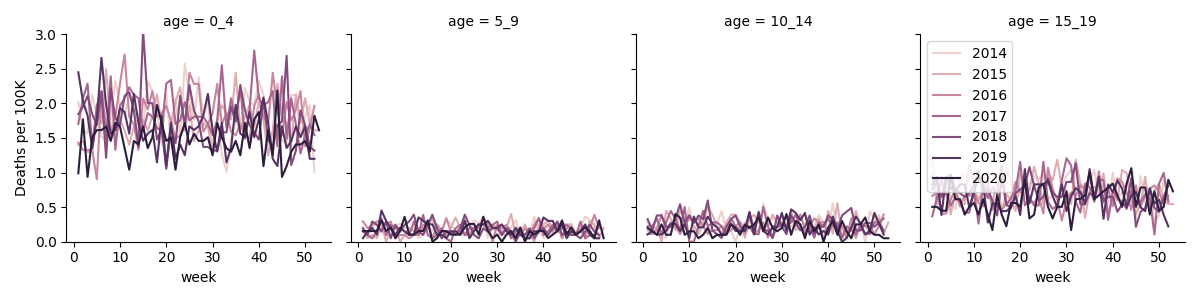 age = 0_4
age = 5_9
age = 10_14
age = 15_19
Deaths per 100K
3.0
2.5
2.0
1.5
1.0
0.5
0.0
2014
2015
2016
2017
2018
2019
2020
0 10 20 30 40 50
0 10 20 30 40 50
0 10 20 30 40 50
0 10 20 30 40 50
week
week
week
week